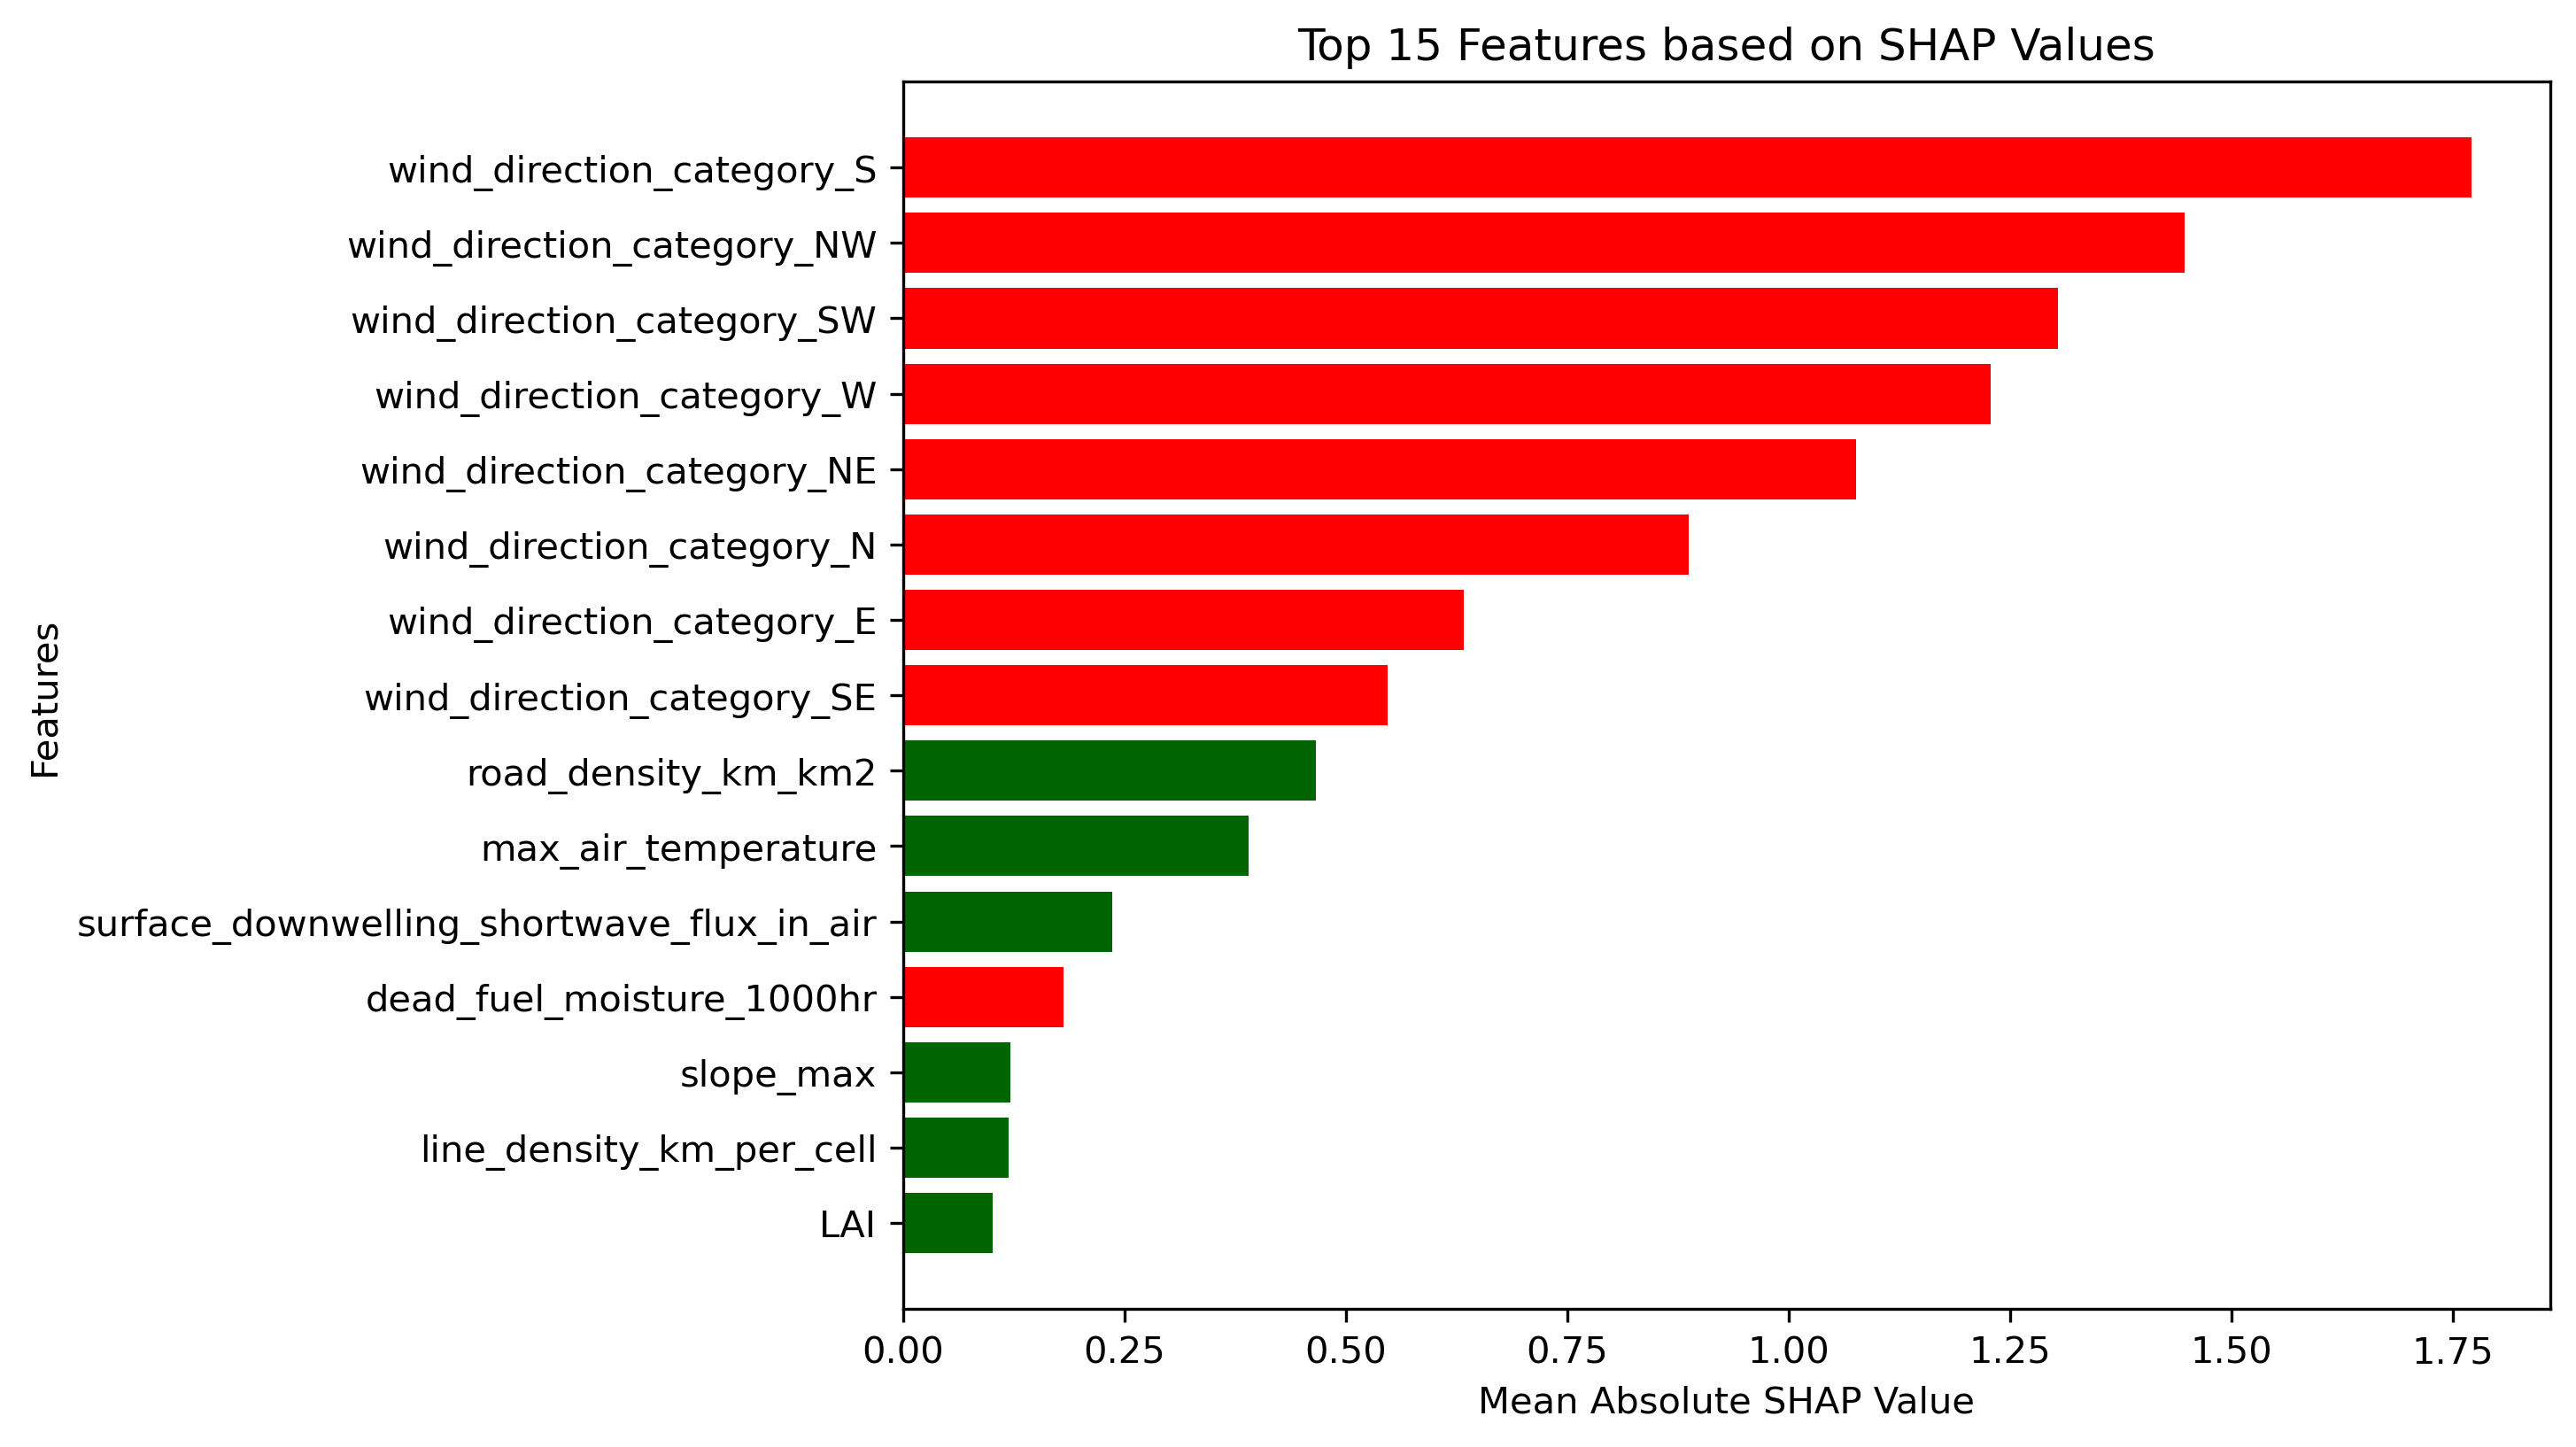 Top 15 Features based on SHAP Values
wind_direction_category_S
wind_direction_category_NW
wind_direction_category_SW
wind_direction_category_W
wind_direction_category_NE
wind_direction_category_N
wind_direction_category_E
wind_direction_category_SE
road_density_km_km2
max_air_temperature
surface_downwelling_shortwave_flux_in_air
dead_fuel_moisture_1000hr
slope_max
line_density_km_per_cell
LAI
Features
0.00 0.25 0.50 0.75 1.00 1.25 1.50 1.75
Mean Absolute SHAP Value